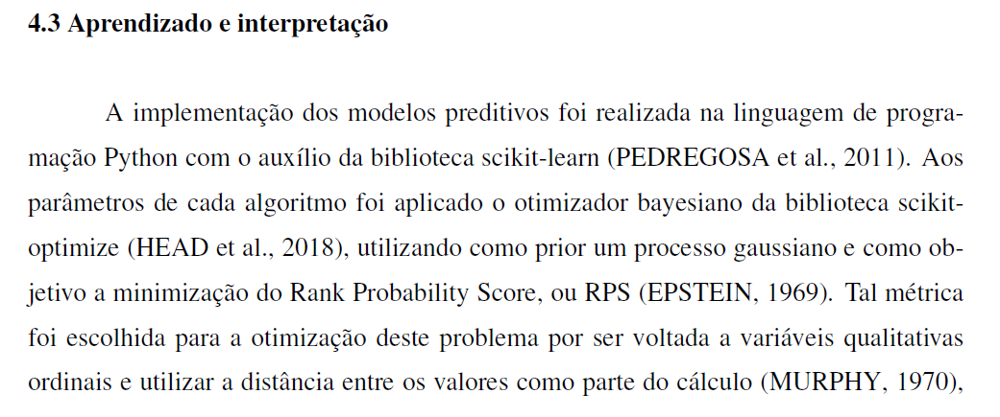 4.3 Aprendizado e interpretação
A implementação dos modelos preditivos foi realizada na linguagem de progra-
mação Python com o auxílio da biblioteca scikit-learn (PEDREGOSA et al., 2011). Aos
parâmetros de cada algoritmo foi aplicado o otimizador bayesiano da biblioteca scikit-
optimize (HEAD et al., 2018), utilizando como prior um processo gaussiano e como ob-
jetivo a minimização do Rank Probability Score, ou RPS (EPSTEIN, 1969). Tal métrica
foi escolhida para a otimização deste problema por ser voltada a variáveis qualitativas
ordinais e utilizar a distância entre os valores como parte do cálculo (MURPHY, 1970),